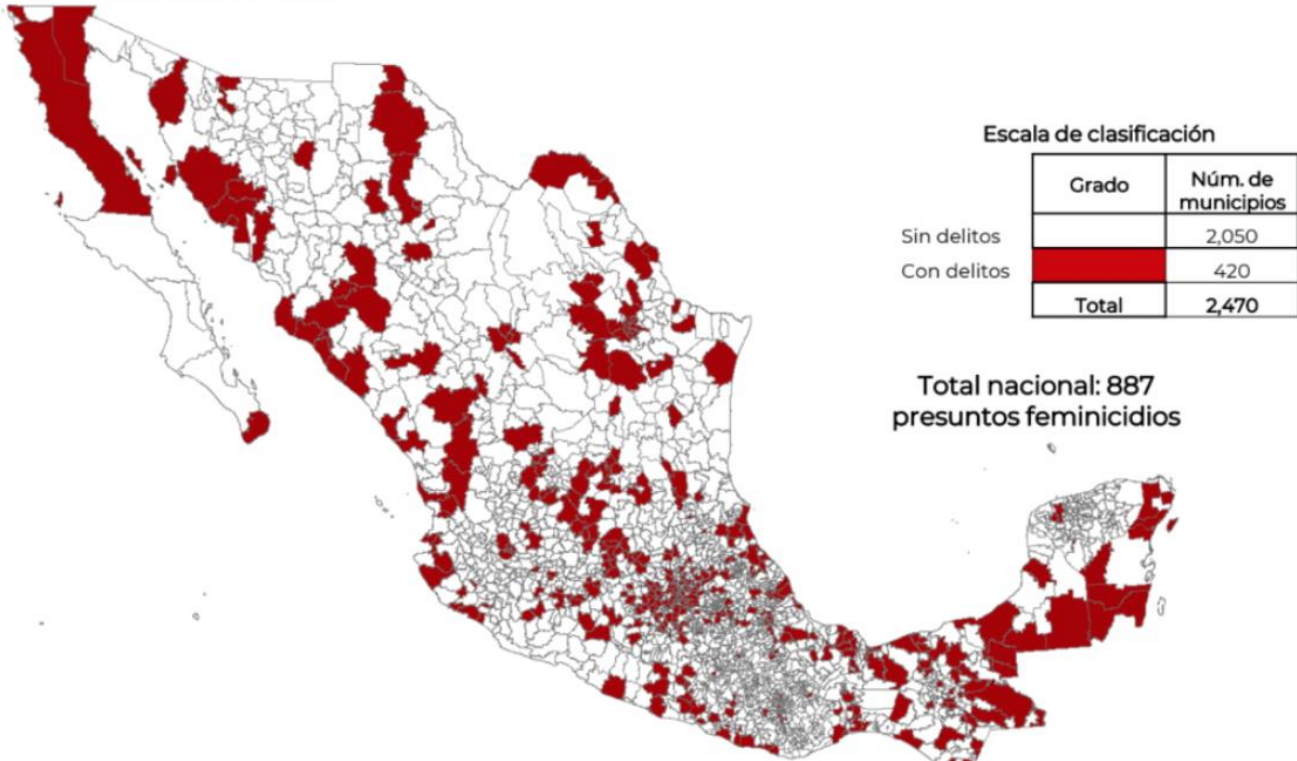 Escala de clasificación
Grado
Núm. de
municipios
Sin delitos
2,050
Con delitos
420
Total
2,470
Total nacional: 887
presuntos feminicidios